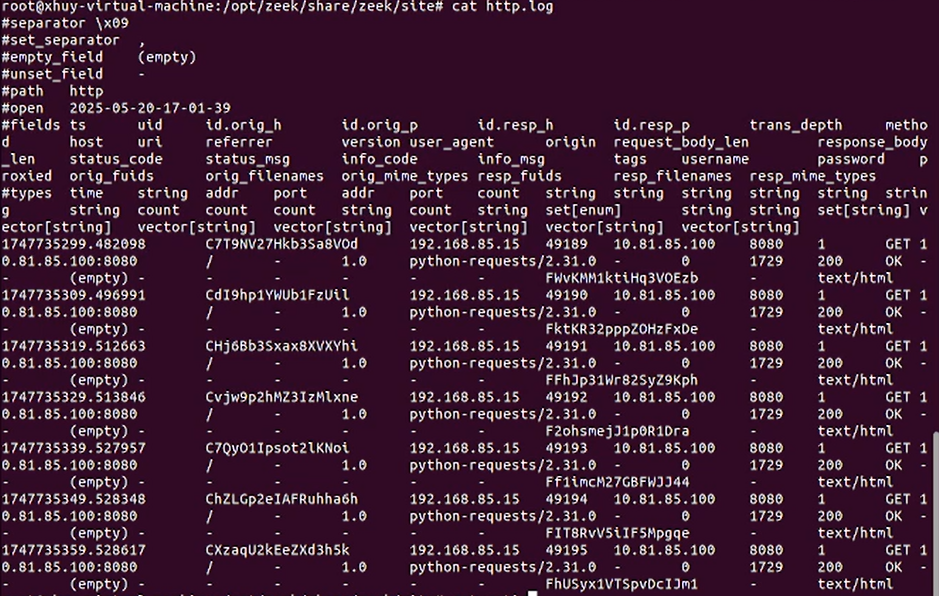 root@xhuy-virtual-machine:/opt/zeek/share/zeek/site# cat http.log
#separator \x09
#set_separator	,
#empty_field	(empty)
#unset_field	-
#path	http
#open	2025-05-20-17-01-39
#fields	ts	uid	id.orig_h	id.orig_p	id.resp_h	id.resp_p	trans_depth	metho
d	host	uri	referrer	version	user_agent	origin	request_body_len	response_body
_len	status_code	status_msg	info_code	info_msg	tags	username	password	p
roxied	orig_fuids	orig_filenames	orig_mime_types	resp_fuids	resp_filenames	resp_mime_types
#types	time	string	addr	port	addr	port	count	string	string	string	string	strin
g	string	count	count	count	string	count	string	set[enum]	string	string	set[string]	v
ector[string]	vector[string]	vector[string]	vector[string]	vector[string]	vector[string]
1747735299.482098	C7T9NV27Hkb3Sa8VOd	192.168.85.15	49189	10.81.85.100	8080	1	GET	1
0.81.85.100:8080	/	-	1.0	python-requests/2.31.0	-	0	1729	200	OK	-
-	(empty)	-	-	-	-	-	FWvKMM1ktiHq3VOEzb	-	text/html
1747735309.496991	CdI9hp1YWUb1FzUil	192.168.85.15	49190	10.81.85.100	8080	1	GET	1
0.81.85.100:8080	/	-	1.0	python-requests/2.31.0	-	0	1729	200	OK	-
-	(empty)	-	-	-	-	-	FktKR32pppZOHzFxDe	-	text/html
1747735319.512663	CHj6Bb3Sxax8XVXYhi	192.168.85.15	49191	10.81.85.100	8080	1	GET	1
0.81.85.100:8080	/	-	1.0	python-requests/2.31.0	-	0	1729	200	OK	-
-	(empty)	-	-	-	-	-	FFhJp31Wr82SyZ9Kph	-	text/html
1747735329.513846	Cvjw9p2hMZ3IzMlxne	192.168.85.15	49192	10.81.85.100	8080	1	GET	1
0.81.85.100:8080	/	-	1.0	python-requests/2.31.0	-	0	1729	200	OK	-
-	(empty)	-	-	-	-	-	F2ohsmejJ1p0R1Dra	-	text/html
1747735339.527957	C7QyO1Ipsot2lKNoi	192.168.85.15	49193	10.81.85.100	8080	1	GET	1
0.81.85.100:8080	/	-	1.0	python-requests/2.31.0	-	0	1729	200	OK	-
-	(empty)	-	-	-	-	-	Ff1imcM27GBFWJJ44	-	text/html
1747735349.528348	ChZLGp2eIAFRuhha6h	192.168.85.15	49194	10.81.85.100	8080	1	GET	1
0.81.85.100:8080	/	-	1.0	python-requests/2.31.0	-	0	1729	200	OK	-
-	(empty)	-	-	-	-	-	FIT8RvV5iIF5Mpgqe	-	text/html
1747735359.528617	CXzaqU2kEeZXd3h5k	192.168.85.15	49195	10.81.85.100	8080	1	GET	1
0.81.85.100:8080	/	-	1.0	python-requests/2.31.0	-	0	1729	200	OK	-
-	(empty)	-	-	-	-	-	FhUSyx1VTSpvDcIJm1	-	text/html